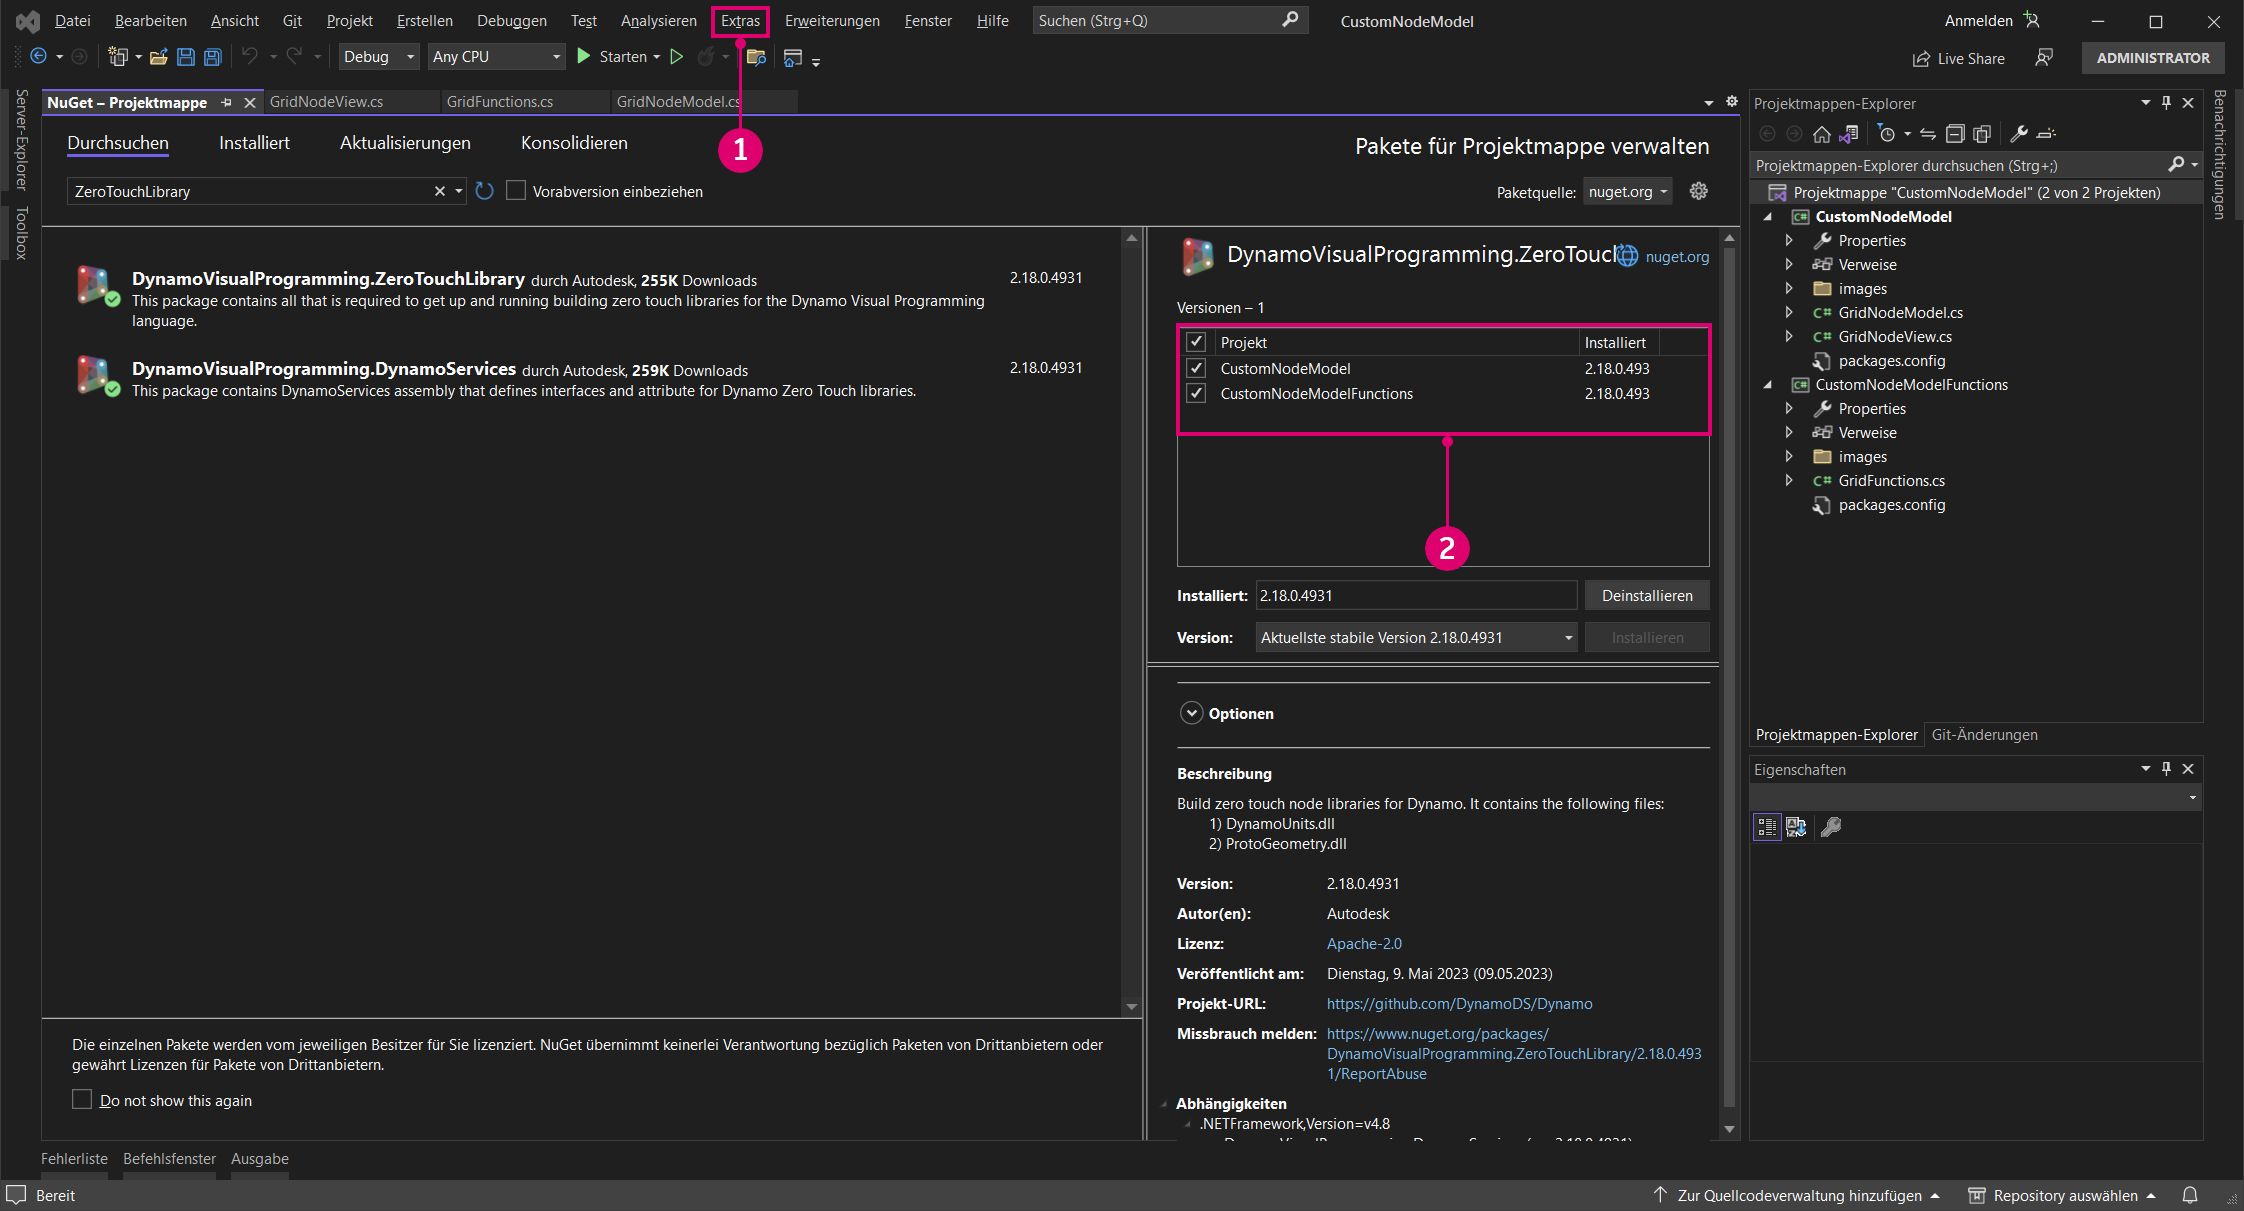 Datei Bearbeiten Ansicht Git Projekt Erstellen Debuggen Test Analysieren Extras Erweiterungen Fenster Hilfe Suchen (Strg+Q) CustomNodeModel Anmelden
Debug Any CPU Starten Live Share ADMINISTRATOR
Server-Explorer
Toolbox
NuGet – Projektmappe GridNodeView.cs GridFunctions.cs GridNodeModel.cs
Durchsuchen Installiert Aktualisierungen Konsolidieren
1
Pakete für Projektmappe verwalten
ZeroTouchLibrary Vorabversion einbeziehen Paketquelle: nuget.org
DynamoVisualProgramming.ZeroTouchLibrary durch Autodesk, 255K Downloads 2.18.0.4931
This package contains all that is required to get up and running building zero touch libraries for the Dynamo Visual Programming
language.
DynamoVisualProgramming.DynamoServices durch Autodesk, 259K Downloads 2.18.0.4931
This package contains DynamoServices assembly that defines interfaces and attribute for Dynamo Zero Touch libraries.
Die einzelnen Pakete werden vom jeweiligen Besitzer für Sie lizenziert. NuGet übernimmt keinerlei Verantwortung bezüglich Paketen von Drittanbietern oder
gewährt Lizenzen für Pakete von Drittanbietern.
Do not show this again
DynamoVisualProgramming.ZeroToucl nuget.org
Versionen – 1
Projekt Installiert
CustomNodeModel 2.18.0.493
CustomNodeModelFunctions 2.18.0.493
2
Installiert: 2.18.0.4931 Deinstallieren
Version: Aktuellste stabile Version 2.18.0.4931 Installieren
Optionen
Beschreibung
Build zero touch node libraries for Dynamo. It contains the following files:
1) DynamoUnits.dll
2) ProtoGeometry.dll
Version: 2.18.0.4931
Autor(en): Autodesk
Lizenz: Apache-2.0
Veröffentlicht am: Dienstag, 9. Mai 2023 (09.05.2023)
Projekt-URL: https://github.com/DynamoDS/Dynamo
Missbrauch melden: https://www.nuget.org/packages/
DynamoVisualProgramming.ZeroTouchLibrary/2.18.0.493
1/ReportAbuse
Abhängigkeiten
.NETFramework,Version=v4.8
Projektmappen-Explorer
Projektmappen-Explorer durchsuchen (Strg+;)
Projektmappe "CustomNodeModel" (2 von 2 Projekten)
CustomNodeModel
Properties
Verweise
images
C# GridNodeModel.cs
C# GridNodeView.cs
packages.config
CustomNodeModelFunctions
Properties
Verweise
images
C# GridFunctions.cs
packages.config
Projektmappen-Explorer Git-Änderungen
Eigenschaften
Benachrichtigungen
Fehlerliste Befehlsfenster Ausgabe
Bereit Zur Quellcodeverwaltung hinzufügen Repository auswählen